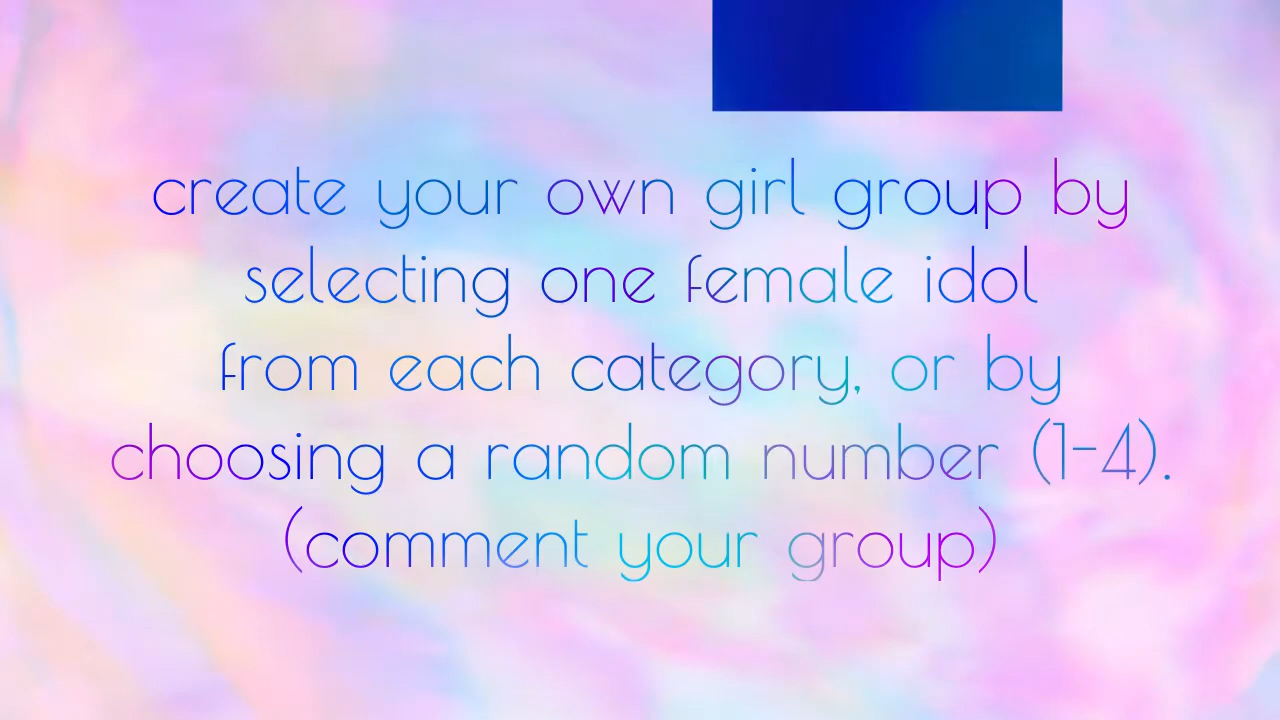 create your own girl group by
selecting one female idol
from each category, or by
choosing a random number (1-4).
(comment your group)